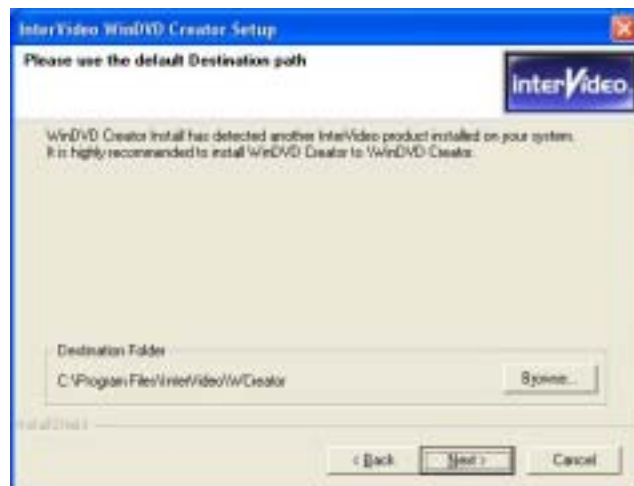 InterVideo WinDVD Creator Setup
Please use the default Destination path
interVideo
WinDVD Creator Install has detected another InterVideo product installed on your system.
It is highly recommended to install WinDVD Creator to \WinDVD Creator.
Destination Folder
C:\Program Files\InterVideo\WCreator
Browse...
InstallShield
< Back
Next >
Cancel